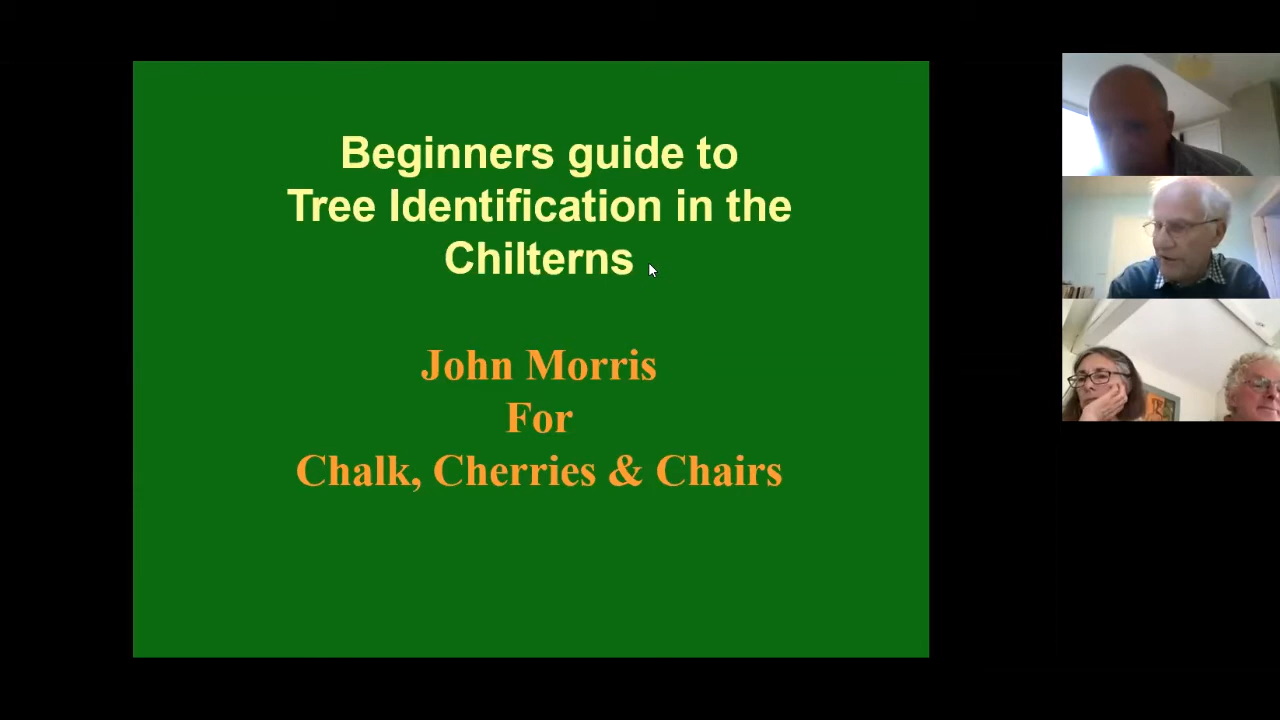 Beginners guide to
Tree Identification in the
Chilterns
John Morris
For
Chalk, Cherries & Chairs